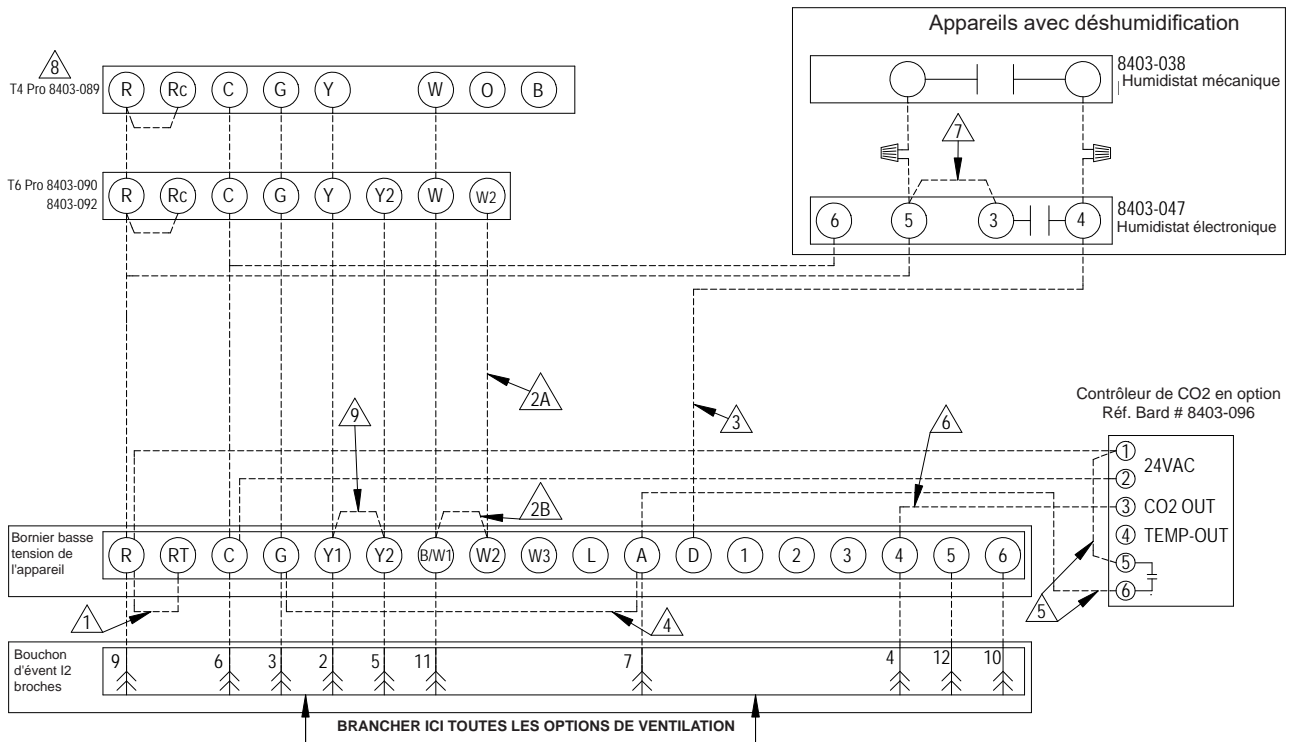 Appareils avec déshumidification
8403-038
Humidistat mécanique
8
T4 Pro 8403-089
R Rc C G Y W O B
7
T6 Pro 8403-090
8403-092
R Rc C G Y Y2 W W2
6 5 3 4
8403-047
Humidistat électronique
2A
9
3
6
Contrôleur de CO2 en option
Réf. Bard # 8403-096
1
24VAC
2
3 CO2 OUT
4 TEMP-OUT
5
6
2B
Bornier basse
tension de
l'appareil
R RT C G Y1 Y2 B/W1 W2 W3 L A D 1 2 3 4 5 6
1
4
5
Bouchon
d'évent I2
broches
9 6 3 2 5 11 7 4 12 10
BRANCHER ICI TOUTES LES OPTIONS DE VENTILATION